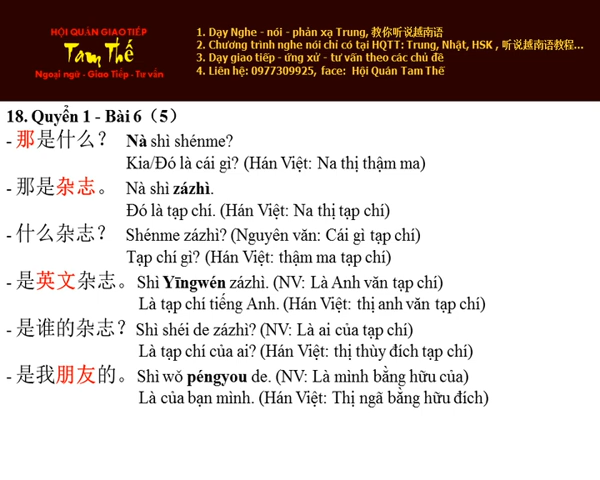 HỘI QUÁN GIAO TIẾP
Tam Thế
Ngoại ngữ - Giao Tiếp - Tư vấn
1. Dạy Nghe - nói - phản xạ Trung, 教你听说越南语
2. Chương trình nghe nói chỉ có tại HQTT: Trung, Nhật, HSK , 听说越南语教程...
3. Dạy giao tiếp - ứng xử - tư vấn theo các chủ đề
4. Liên hệ: 0977309925, face: Hội Quán Tam Thế
18. Quyển 1 - Bài 6（5）
- 那是什么？ Nà shì shénme?
Kia/Đó là cái gì? (Hán Việt: Na thị thậm ma)
- 那是杂志。 Nà shì zázhì.
Đó là tạp chí. (Hán Việt: Na thị tạp chí)
- 什么杂志？ Shénme zázhì? (Nguyên văn: Cái gì tạp chí)
Tạp chí gì? (Hán Việt: thậm ma tạp chí)
- 是英文杂志。Shì Yīngwén zázhì. (NV: Là Anh văn tạp chí)
Là tạp chí tiếng Anh. (Hán Việt: thị anh văn tạp chí)
- 是谁的杂志？Shì shéi de zázhì? (NV: Là ai của tạp chí)
Là tạp chí của ai? (Hán Việt: thị thùy đích tạp chí)
- 是我朋友的。Shì wǒ péngyou de. (NV: Là mình bằng hữu của)
Là của bạn mình. (Hán Việt: Thị ngã bằng hữu đích)